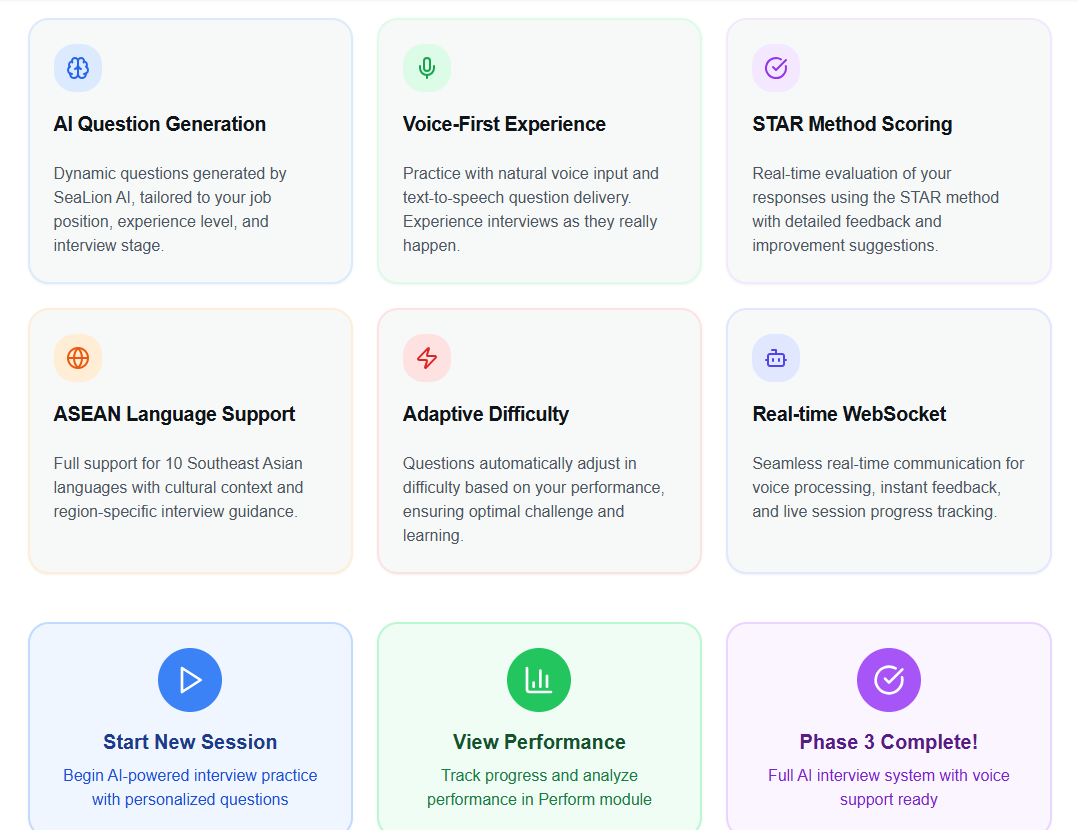 AI Question Generation
Dynamic questions generated by
SeaLion AI, tailored to your job
position, experience level, and
interview stage.
Voice-First Experience
Practice with natural voice input and
text-to-speech question delivery.
Experience interviews as they really
happen.
STAR Method Scoring
Real-time evaluation of your
responses using the STAR method
with detailed feedback and
improvement suggestions.
ASEAN Language Support
Full support for 10 Southeast Asian
languages with cultural context and
region-specific interview guidance.
Adaptive Difficulty
Questions automatically adjust in
difficulty based on your performance,
ensuring optimal challenge and
learning.
Real-time WebSocket
Seamless real-time communication for
voice processing, instant feedback,
and live session progress tracking.
Start New Session
Begin AI-powered interview practice
with personalized questions
View Performance
Track progress and analyze
performance in Perform module
Phase 3 Complete!
Full AI interview system with voice
support ready